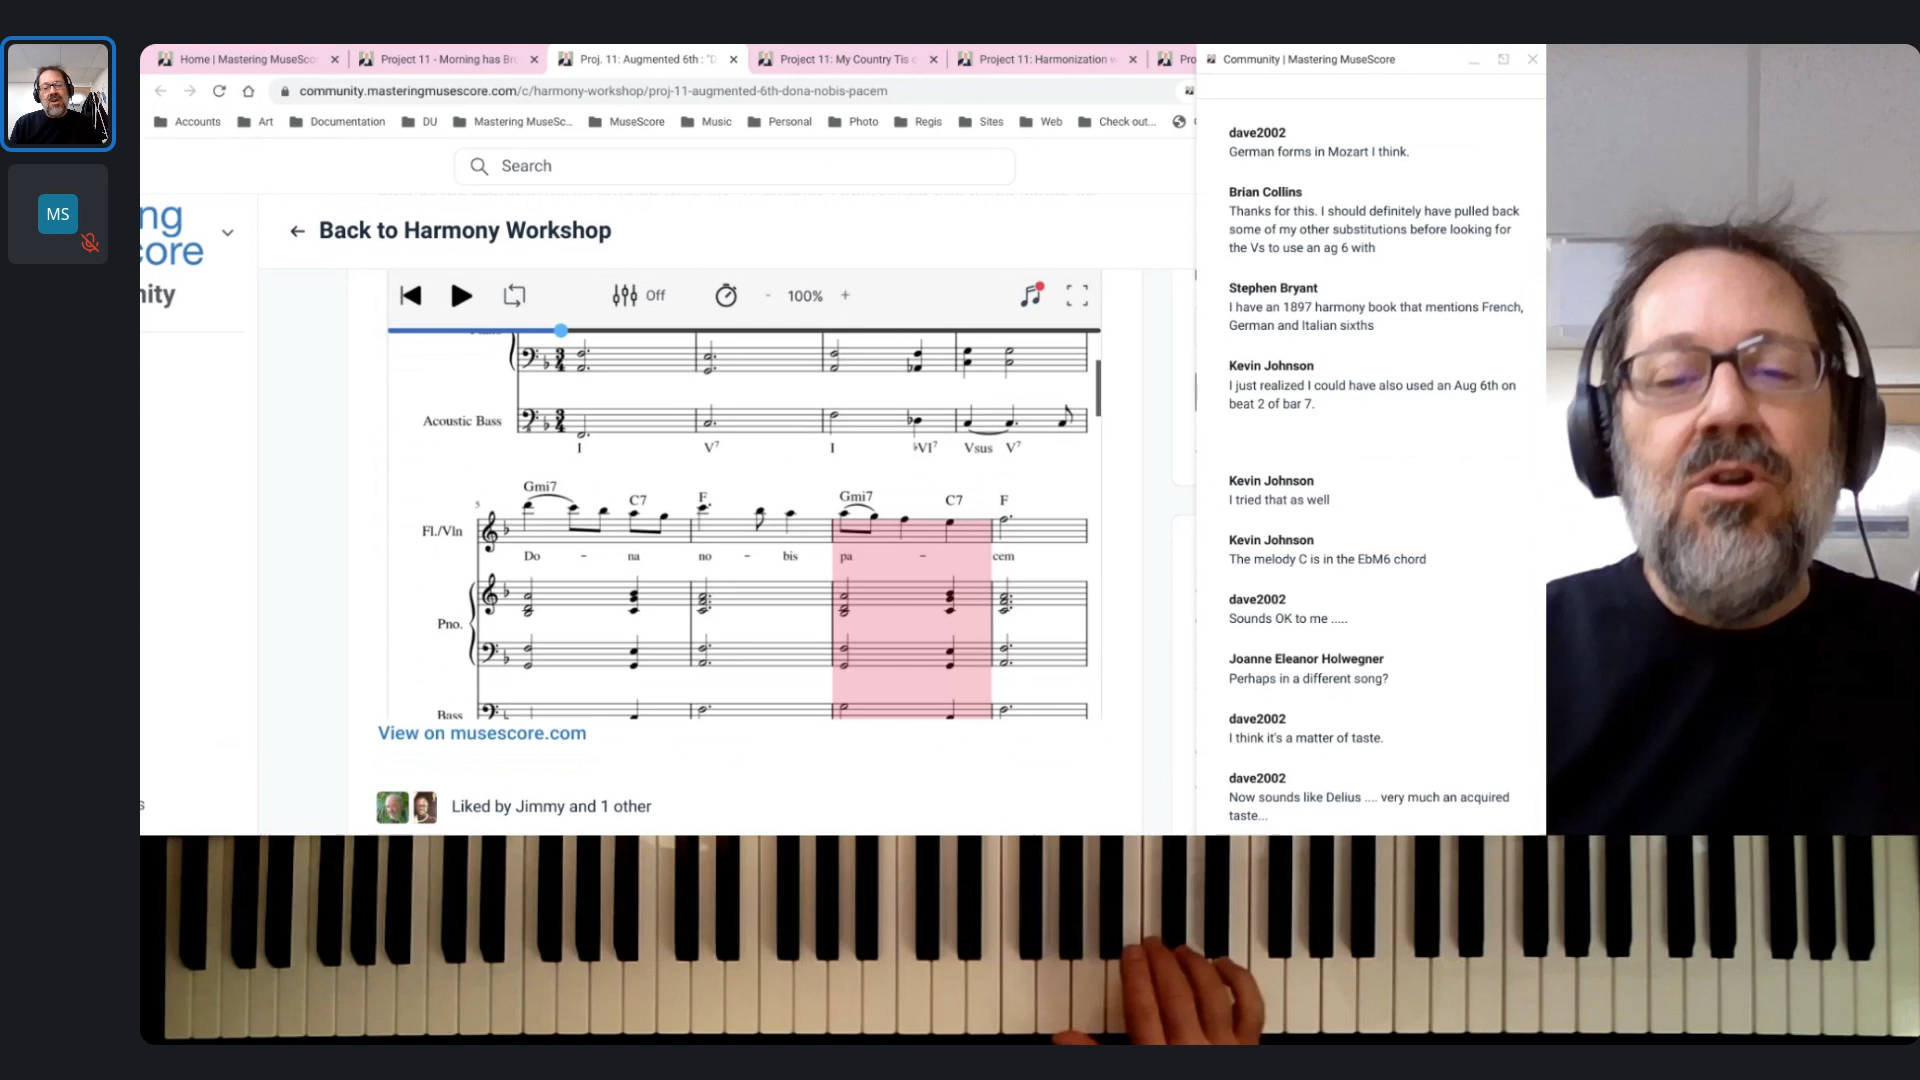 MS
Home | Mastering MuseSco
Project 11 - Morning has Br
Proj. 11: Augmented 6th : "D
Project 11: My Country Tis o
Project 11: Harmonization w
Pro
community.masteringmusescore.com/c/harmony-workshop/proj-11-augmented-6th-dona-nobis-pacem
Accounts
Art
Documentation
DU
Mastering MuseSc...
MuseScore
Music
Personal
Photo
Regis
Sites
Web
Check out...
Search
ng
core
nity
Back to Harmony Workshop
Off
- 100% +
Acoustic Bass
I V7 I ♭VI7 Vsus V7
Gmi7 C7 F Gmi7 C7 F
5
Fl./Vln
Do - na no - bis pa - cem
Pno.
Bass
View on musescore.com
Liked by Jimmy and 1 other
s
Community | Mastering MuseScore
dave2002
German forms in Mozart I think.
Brian Collins
Thanks for this. I should definitely have pulled back
some of my other substitutions before looking for
the Vs to use an ag 6 with
Stephen Bryant
I have an 1897 harmony book that mentions French,
German and Italian sixths
Kevin Johnson
I just realized I could have also used an Aug 6th on
beat 2 of bar 7.
Kevin Johnson
I tried that as well
Kevin Johnson
The melody C is in the EbM6 chord
dave2002
Sounds OK to me .....
Joanne Eleanor Holwegner
Perhaps in a different song?
dave2002
I think it's a matter of taste.
dave2002
Now sounds like Delius .... very much an acquired
taste...